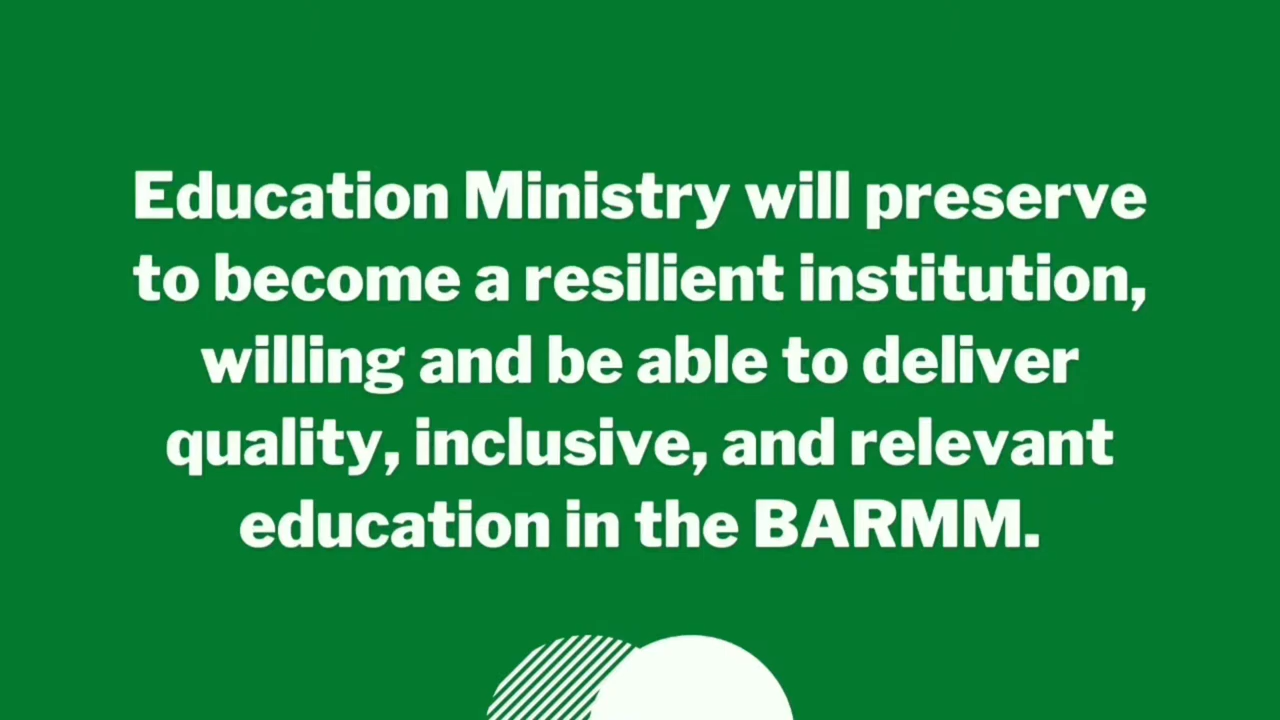 Education Ministry will preserve
to become a resilient institution,
willing and be able to deliver
quality, inclusive, and relevant
education in the BARMM.